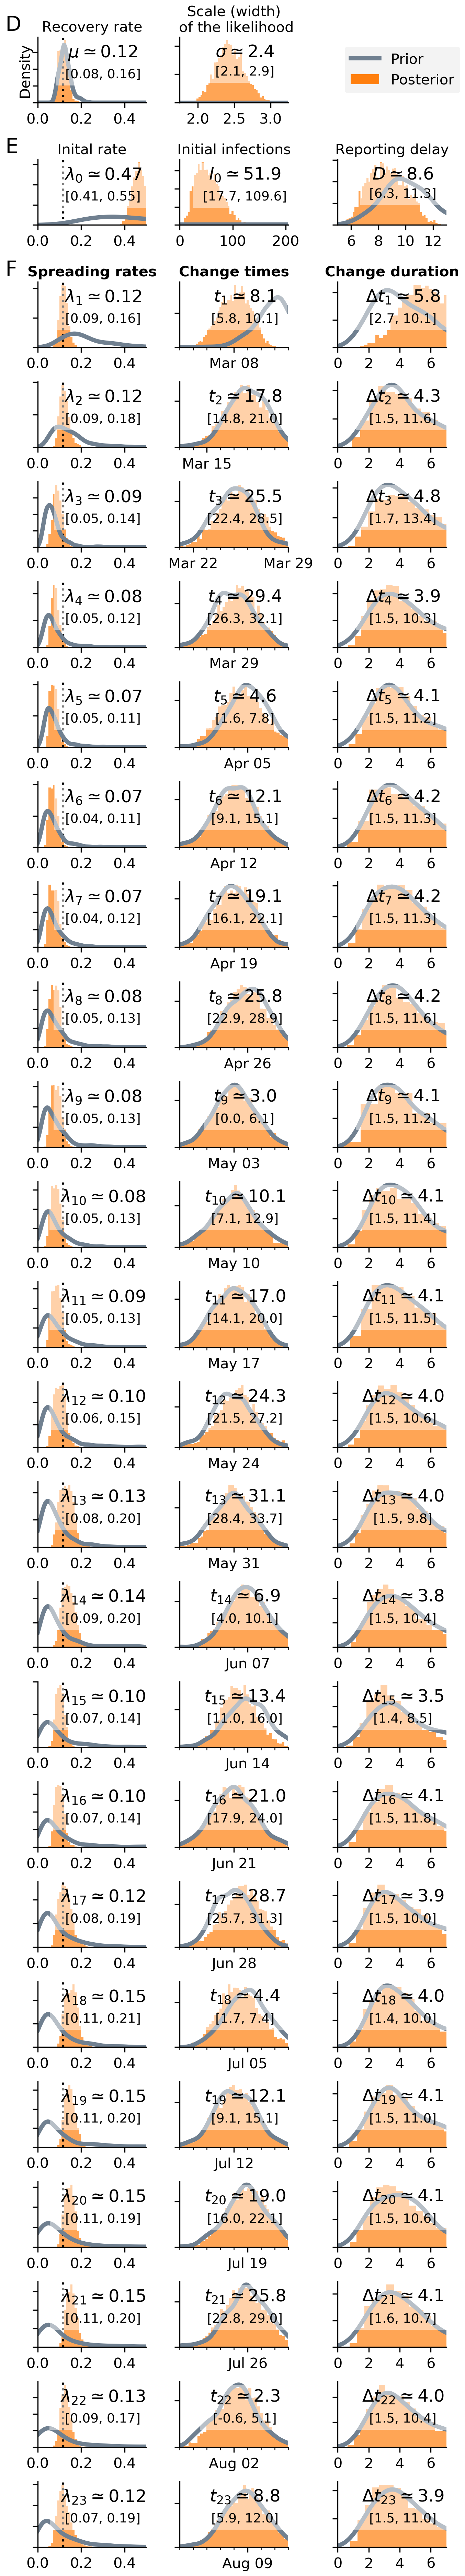 D
Recovery rate
Scale (width)
of the likelihood
Density
μ ≃ 0.12
[0.08, 0.16]
σ ≃ 2.4
[2.1, 2.9]
Prior
Posterior
0.0 0.2 0.4
2.0 2.5 3.0
E
Inital rate
Initial infections
Reporting delay
λ0 ≃ 0.47
[0.41, 0.55]
I0 ≃ 51.9
[17.7, 109.6]
D ≃ 8.6
[6.3, 11.3]
0.0 0.2 0.4
0 100 200
6 8 10 12
F
Spreading rates
Change times
Change duration
λ1 ≃ 0.12
[0.09, 0.16]
t1 ≃ 8.1
[5.8, 10.1]
Δt1 ≃ 5.8
[2.7, 10.1]
0.0 0.2 0.4
Mar 08
0 2 4 6
λ2 ≃ 0.12
[0.09, 0.18]
t2 ≃ 17.8
[14.8, 21.0]
Δt2 ≃ 4.3
[1.5, 11.6]
0.0 0.2 0.4
Mar 15
0 2 4 6
λ3 ≃ 0.09
[0.05, 0.14]
t3 ≃ 25.5
[22.4, 28.5]
Δt3 ≃ 4.8
[1.7, 13.4]
0.0 0.2 0.4
Mar 22 Mar 29
0 2 4 6
λ4 ≃ 0.08
[0.05, 0.12]
t4 ≃ 29.4
[26.3, 32.1]
Δt4 ≃ 3.9
[1.5, 10.3]
0.0 0.2 0.4
Mar 29
0 2 4 6
λ5 ≃ 0.07
[0.05, 0.11]
t5 ≃ 4.6
[1.6, 7.8]
Δt5 ≃ 4.1
[1.5, 11.2]
0.0 0.2 0.4
Apr 05
0 2 4 6
λ6 ≃ 0.07
[0.04, 0.11]
t6 ≃ 12.1
[9.1, 15.1]
Δt6 ≃ 4.2
[1.5, 11.3]
0.0 0.2 0.4
Apr 12
0 2 4 6
λ7 ≃ 0.07
[0.04, 0.12]
t7 ≃ 19.1
[16.1, 22.1]
Δt7 ≃ 4.2
[1.5, 11.3]
0.0 0.2 0.4
Apr 19
0 2 4 6
λ8 ≃ 0.08
[0.05, 0.13]
t8 ≃ 25.8
[22.9, 28.9]
Δt8 ≃ 4.2
[1.5, 11.6]
0.0 0.2 0.4
Apr 26
0 2 4 6
λ9 ≃ 0.08
[0.05, 0.13]
t9 ≃ 3.0
[0.0, 6.1]
Δt9 ≃ 4.1
[1.5, 11.2]
0.0 0.2 0.4
May 03
0 2 4 6
λ10 ≃ 0.08
[0.05, 0.13]
t10 ≃ 10.1
[7.1, 12.9]
Δt10 ≃ 4.1
[1.5, 11.4]
0.0 0.2 0.4
May 10
0 2 4 6
λ11 ≃ 0.09
[0.05, 0.13]
t11 ≃ 17.0
[14.1, 20.0]
Δt11 ≃ 4.1
[1.5, 11.5]
0.0 0.2 0.4
May 17
0 2 4 6
λ12 ≃ 0.10
[0.06, 0.15]
t12 ≃ 24.3
[21.5, 27.2]
Δt12 ≃ 4.0
[1.5, 10.6]
0.0 0.2 0.4
May 24
0 2 4 6
λ13 ≃ 0.13
[0.08, 0.20]
t13 ≃ 31.1
[28.4, 33.7]
Δt13 ≃ 4.0
[1.5, 9.8]
0.0 0.2 0.4
May 31
0 2 4 6
λ14 ≃ 0.14
[0.09, 0.20]
t14 ≃ 6.9
[4.0, 10.1]
Δt14 ≃ 3.8
[1.5, 10.4]
0.0 0.2 0.4
Jun 07
0 2 4 6
λ15 ≃ 0.10
[0.07, 0.14]
t15 ≃ 13.4
[11.0, 16.0]
Δt15 ≃ 3.5
[1.4, 8.5]
0.0 0.2 0.4
Jun 14
0 2 4 6
λ16 ≃ 0.10
[0.07, 0.14]
t16 ≃ 21.0
[17.9, 24.0]
Δt16 ≃ 4.1
[1.5, 11.8]
0.0 0.2 0.4
Jun 21
0 2 4 6
λ17 ≃ 0.12
[0.08, 0.19]
t17 ≃ 28.7
[25.7, 31.3]
Δt17 ≃ 3.9
[1.5, 10.0]
0.0 0.2 0.4
Jun 28
0 2 4 6
λ18 ≃ 0.15
[0.11, 0.21]
t18 ≃ 4.4
[1.7, 7.4]
Δt18 ≃ 4.0
[1.4, 10.0]
0.0 0.2 0.4
Jul 05
0 2 4 6
λ19 ≃ 0.15
[0.11, 0.20]
t19 ≃ 12.1
[9.1, 15.1]
Δt19 ≃ 4.1
[1.5, 11.0]
0.0 0.2 0.4
Jul 12
0 2 4 6
λ20 ≃ 0.15
[0.11, 0.19]
t20 ≃ 19.0
[16.0, 22.1]
Δt20 ≃ 4.1
[1.5, 10.6]
0.0 0.2 0.4
Jul 19
0 2 4 6
λ21 ≃ 0.15
[0.11, 0.20]
t21 ≃ 25.8
[22.8, 29.0]
Δt21 ≃ 4.1
[1.6, 10.7]
0.0 0.2 0.4
Jul 26
0 2 4 6
λ22 ≃ 0.13
[0.09, 0.17]
t22 ≃ 2.3
[-0.6, 5.1]
Δt22 ≃ 4.0
[1.5, 10.4]
0.0 0.2 0.4
Aug 02
0 2 4 6
λ23 ≃ 0.12
[0.07, 0.19]
t23 ≃ 8.8
[5.9, 12.0]
Δt23 ≃ 3.9
[1.5, 11.0]
0.0 0.2 0.4
Aug 09
0 2 4 6